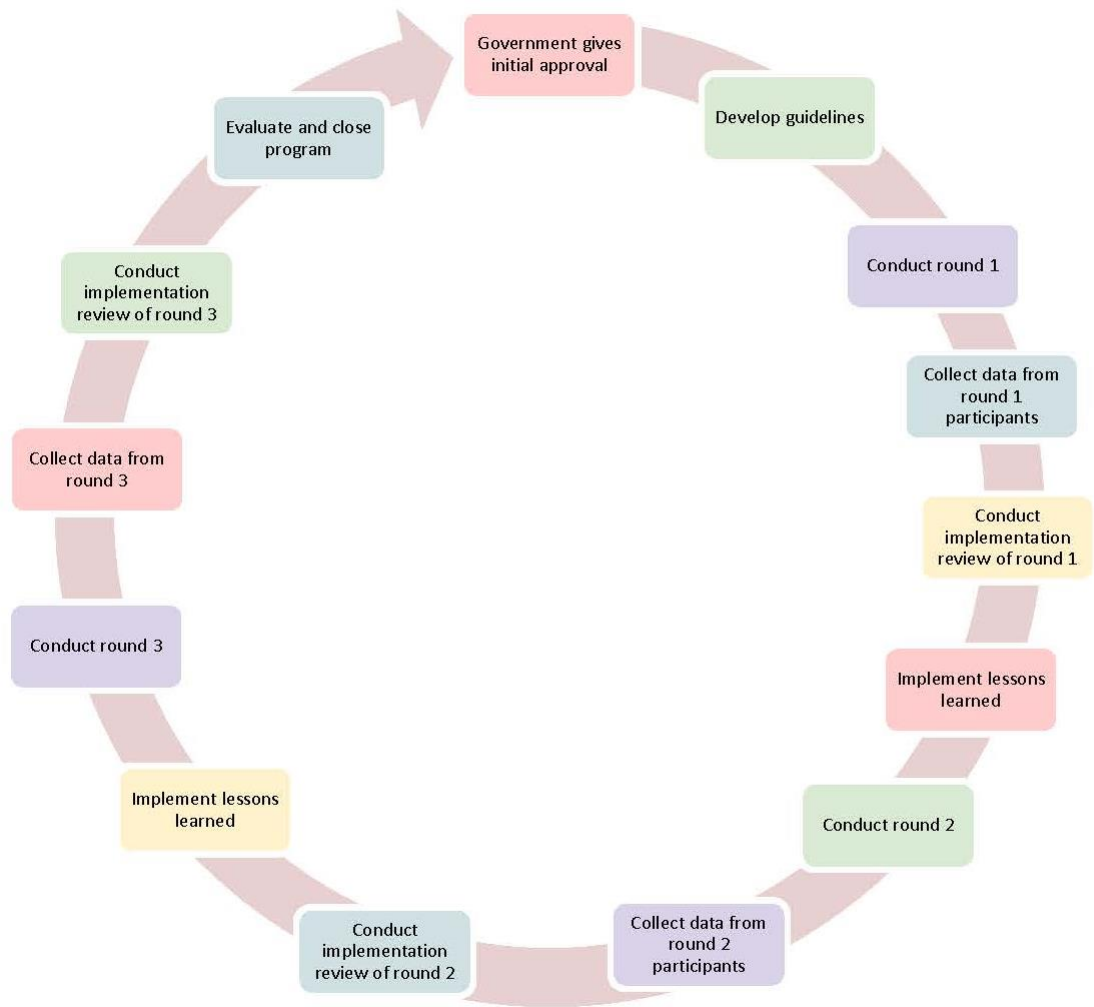 Government gives
initial approval
Develop guidelines
Conduct round 1
Collect data from
round 1
participants
Conduct
implementation
review of round 1
Implement lessons
learned
Conduct round 2
Collect data from
round 2
participants
Conduct
implementation
review of round 2
Implement lessons
learned
Conduct round 3
Collect data from
round 3
Conduct
implementation
review of round 3
Evaluate and close
program